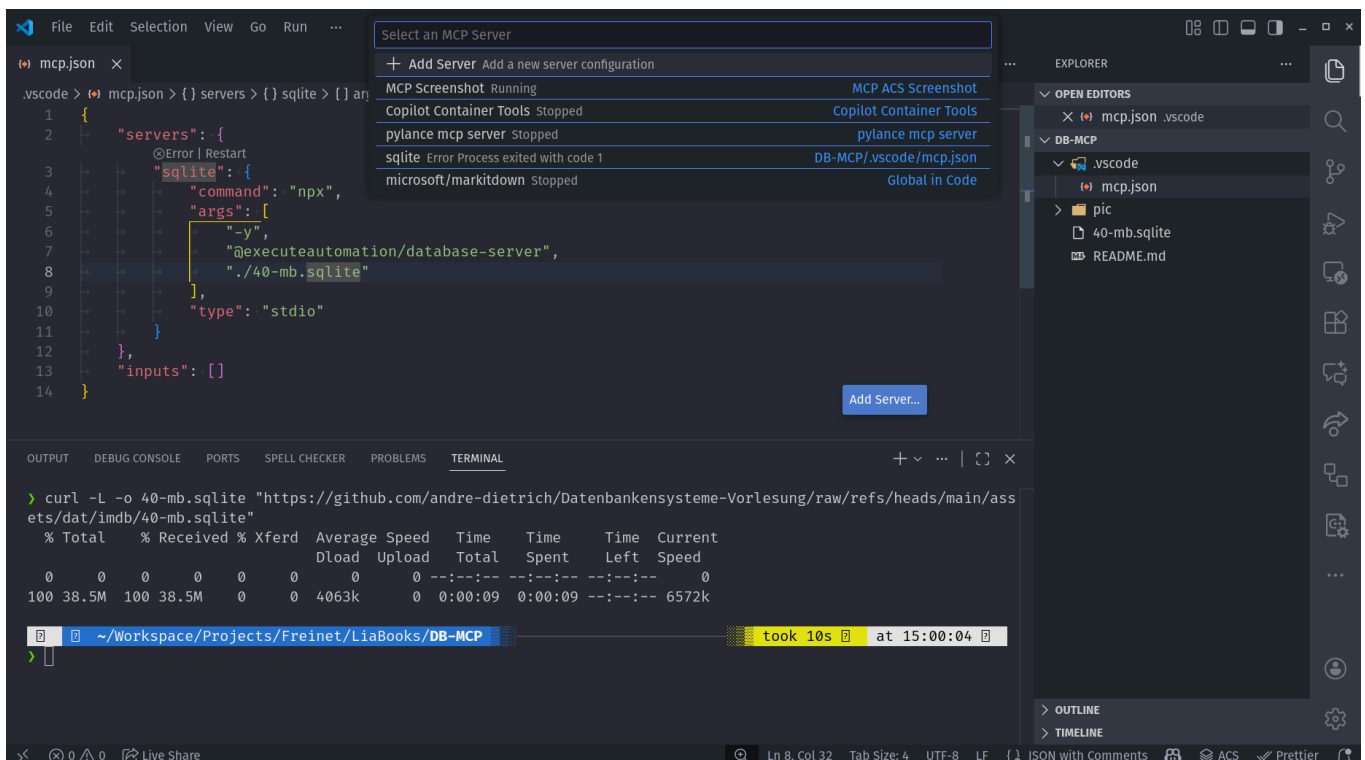 File Edit Selection View Go Run ···
Select an MCP Server
+ Add Server Add a new server configuration
MCP Screenshot Running MCP ACS Screenshot
Copilot Container Tools Stopped Copilot Container Tools
pylance mcp server Stopped pylance mcp server
sqlite Error Process exited with code 1 DB-MCP/.vscode/mcp.json
microsoft/markitdown Stopped Global in Code
mcp.json
.vscode > mcp.json > { } servers > { } sqlite > [ ]
1 {
2 "servers": {
Error | Restart
3 "sqlite": {
4 "command": "npx",
5 "args": [
6 "-y",
7 "@executeautomation/database-server",
8 "./40-mb.sqlite"
9 ],
10 "type": "stdio"
11 }
12 },
13 "inputs": []
14 }
Add Server...
OUTPUT DEBUG CONSOLE PORTS SPELL CHECKER PROBLEMS TERMINAL
❯ curl -L -o 40-mb.sqlite "https://github.com/andre-dietrich/Datenbankensysteme-Vorlesung/raw/refs/heads/main/ass
ets/dat/imdb/40-mb.sqlite"
% Total % Received % Xferd Average Speed Time Time Time Current
Dload Upload Total Spent Left Speed
0 0 0 0 0 0 0 0 --:--:-- --:--:-- --:--:-- 0
100 38.5M 100 38.5M 0 0 4063k 0 0:00:09 0:00:09 --:--:-- 6572k
~/Workspace/Projects/Freinet/LiaBooks/DB-MCP took 10s at 15:00:04
❯
EXPLORER
OPEN EDITORS
mcp.json .vscode
DB-MCP
.vscode
mcp.json
pic
40-mb.sqlite
README.md
OUTLINE
TIMELINE
0 0 Live Share Ln 8, Col 32 Tab Size: 4 UTF-8 LF JSON with Comments ACS Prettier